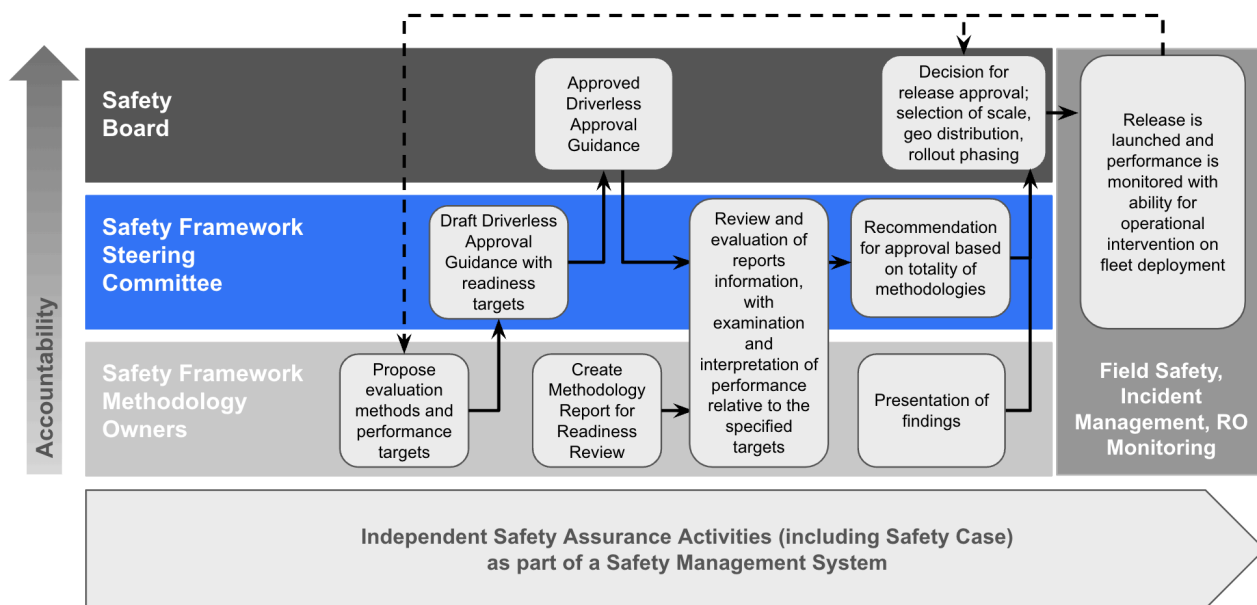 Accountability
Safety
Board
Approved
Driverless
Approval
Guidance
Decision for
release approval;
selection of scale,
geo distribution,
rollout phasing
Safety Framework
Steering
Committee
Draft Driverless
Approval
Guidance with
readiness
targets
Review and
evaluation of
reports
information,
with
examination
and
interpretation of
performance
relative to the
specified
targets
Recommendation
for approval based
on totality of
methodologies
Safety Framework
Methodology
Owners
Propose
evaluation
methods and
performance
targets
Create
Methodology
Report for
Readiness
Review
Presentation of
findings
Release is
launched and
performance is
monitored with
ability for
operational
intervention on
fleet deployment
Field Safety,
Incident
Management, RO
Monitoring
Independent Safety Assurance Activities (including Safety Case)
as part of a Safety Management System